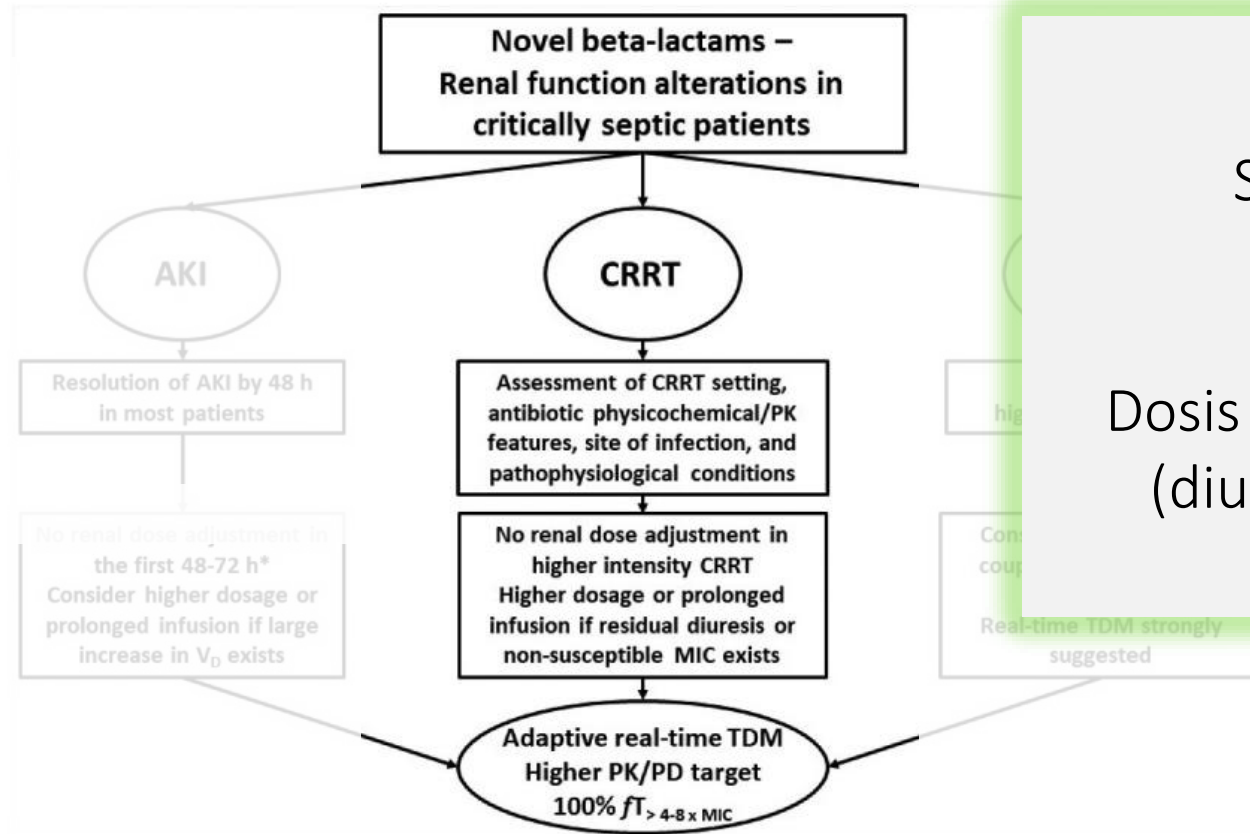 Novel beta-lactams –
Renal function alterations in
critically septic patients
AKI
CRRT
Resolution of AKI by 48 h
in most patients
Assessment of CRRT setting,
antibiotic physicochemical/PK
features, site of infection, and
pathophysiological conditions
No renal dose adjustment in
the first 48-72 h*
Consider higher dosage or
prolonged infusion if large
increase in VD exists
No renal dose adjustment in
higher intensity CRRT
Higher dosage or prolonged
infusion if residual diuresis or
non-susceptible MIC exists
Real-time TDM strongly
suggested
Adaptive real-time TDM
Higher PK/PD target
100% fT> 4-8 x MIC
Dosis